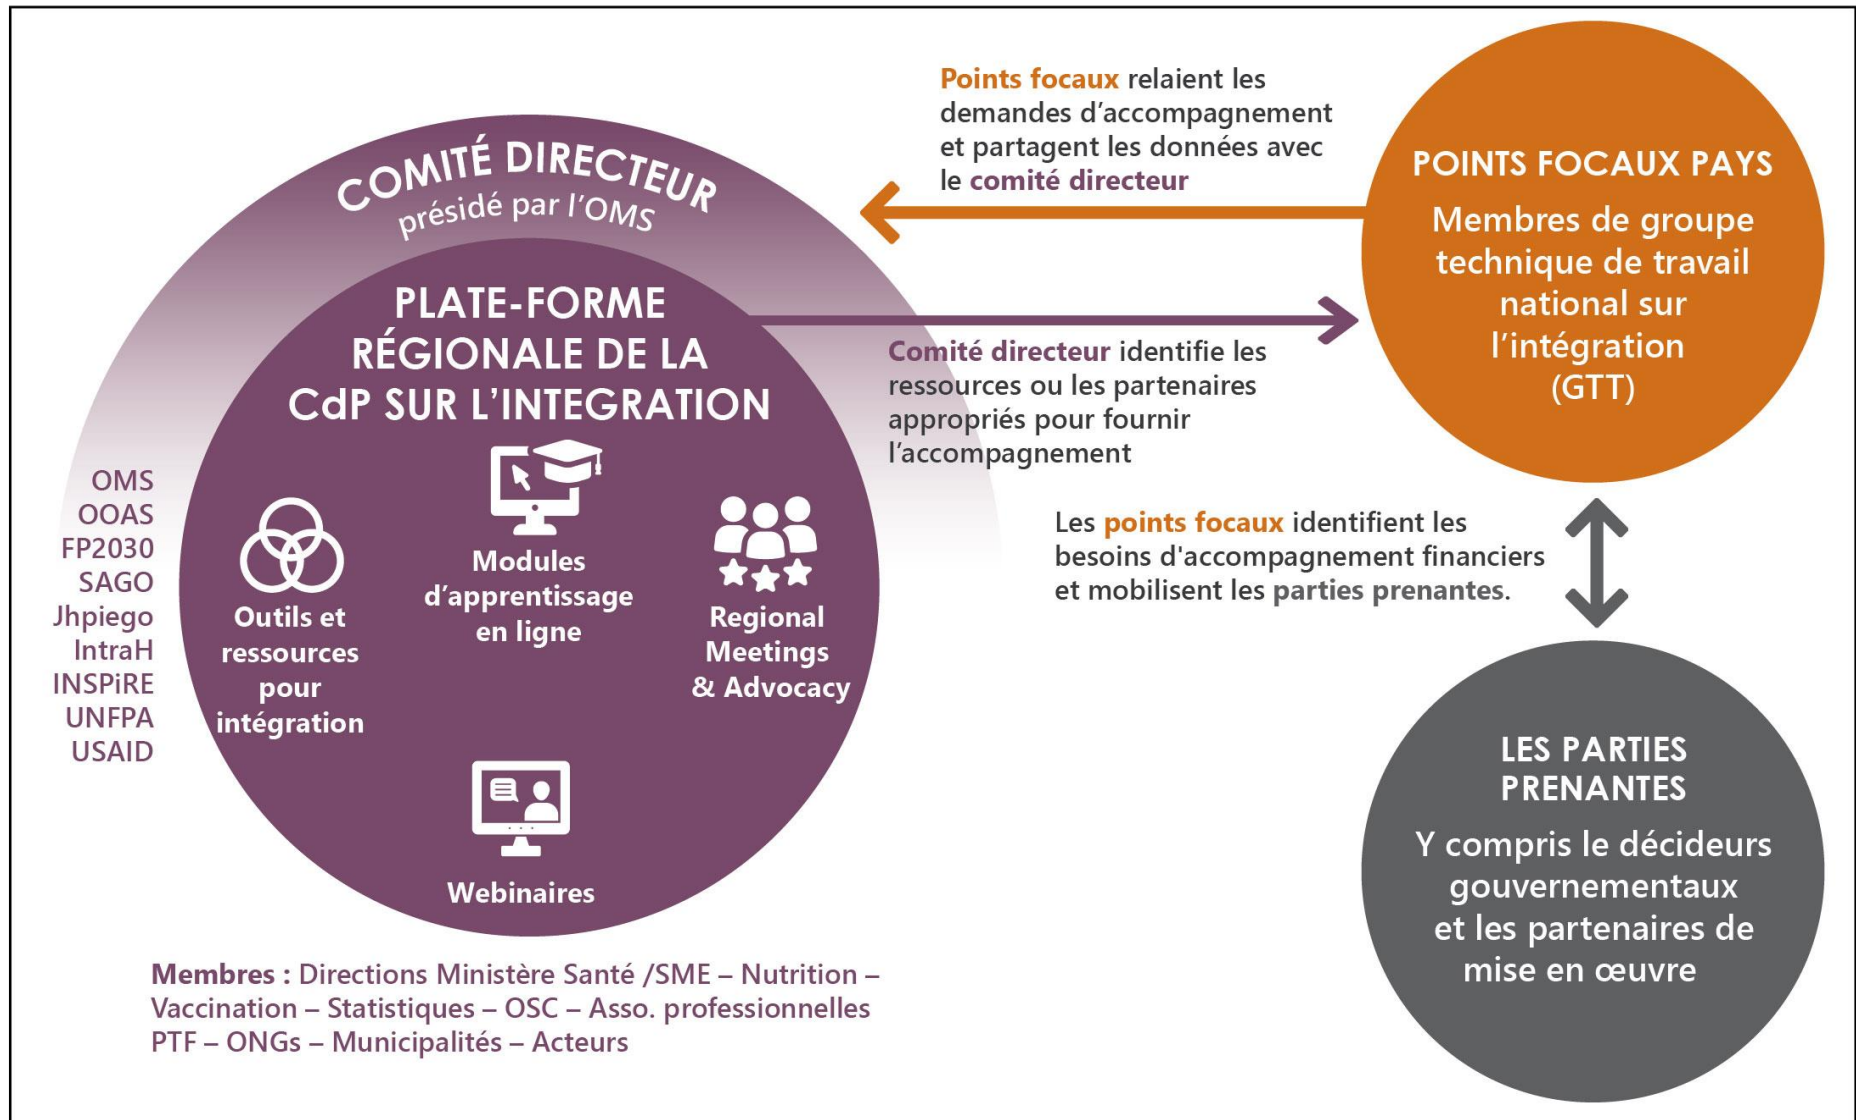 COMITÉ DIRECTEUR
présidé par l'OMS
PLATE-FORME
RÉGIONALE DE LA
CdP SUR L'INTEGRATION
Modules
d'apprentissage
en ligne
Outils et
ressources
pour
intégration
Regional
Meetings
& Advocacy
Webinaires
OMS
OOAS
FP2030
SAGO
Jhpiego
IntraH
INSPiRE
UNFPA
USAID
Membres : Directions Ministère Santé /SME – Nutrition –
Vaccination – Statistiques – OSC – Asso. professionnelles
PTF – ONGs – Municipalités – Acteurs
Points focaux relaient les
demandes d'accompagnement
et partagent les données avec
le comité directeur
Comité directeur identifie les
ressources ou les partenaires
appropriés pour fournir
l'accompagnement
POINTS FOCAUX PAYS
Membres de groupe
technique de travail
national sur
l'intégration
(GTT)
Les points focaux identifient les
besoins d'accompagnement financiers
et mobilisent les parties prenantes.
LES PARTIES
PRENANTES
Y compris le décideurs
gouvernementaux
et les partenaires de
mise en œuvre